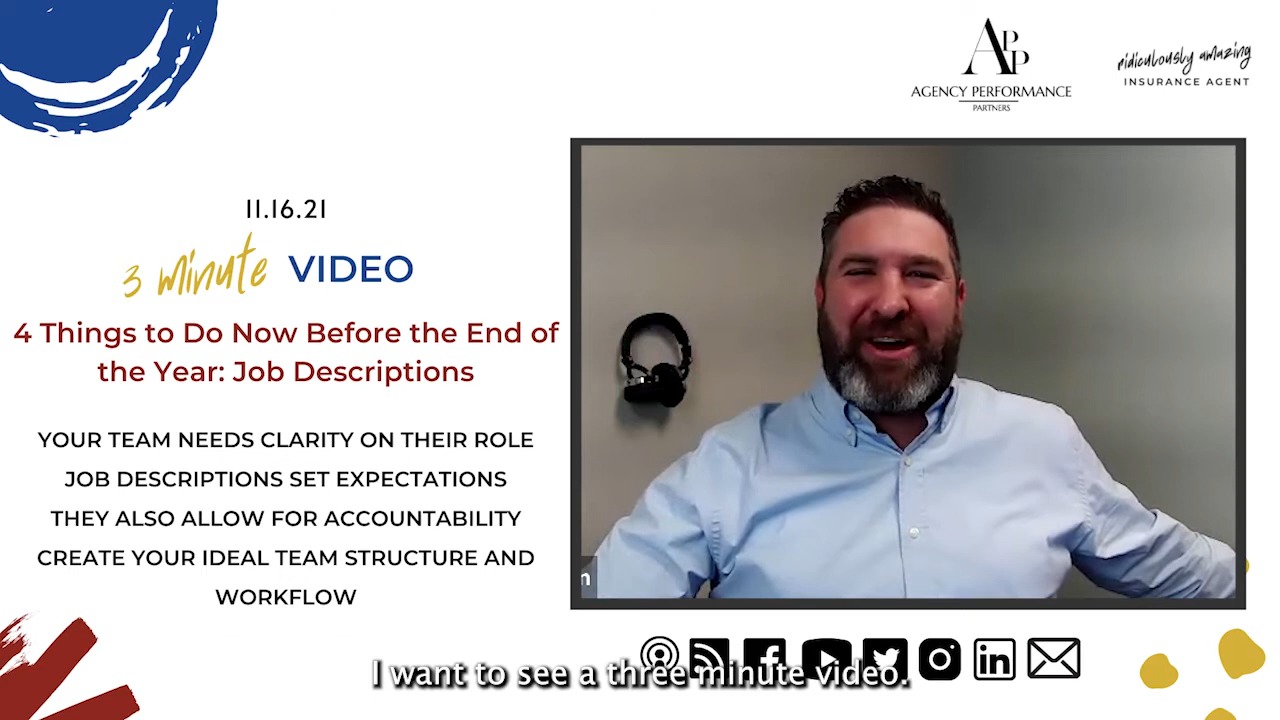 APP
AGENCY PERFORMANCE
PARTNERS
ridiculously amazing
INSURANCE AGENT
11.16.21
3 minute VIDEO
4 Things to Do Now Before the End of
the Year: Job Descriptions
YOUR TEAM NEEDS CLARITY ON THEIR ROLE
JOB DESCRIPTIONS SET EXPECTATIONS
THEY ALSO ALLOW FOR ACCOUNTABILITY
CREATE YOUR IDEAL TEAM STRUCTURE AND
WORKFLOW
n
in
I want to see a three minute video.